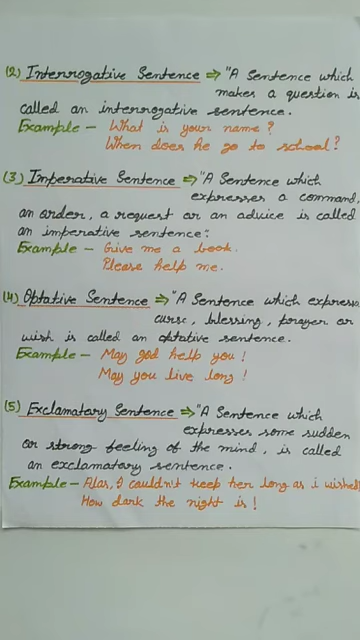 (2) Interrogative Sentence ⇒ "A Sentence which
makes a question is
called an interrogative sentence.
Example - What is your name?
When does he go to school?
(3) Imperative Sentence ⇒ "A Sentence which
expresses a command,
an order, a request or an advice is called
an imperative sentence:
Example - Give me a book.
Please help me.
(4) Optative Sentence ⇒ "A Sentence which express
curse, blessing, prayer or
wish is called an optative sentence.
Example - May god help you!
May you live long!
(5) Exclamatory Sentence ⇒ "A Sentence which
expresses some sudden
or strong feeling of the mind, is called
an exclamatory sentence.
Example - Alas, I couldn't keep her long as i wished
How dark the night is!